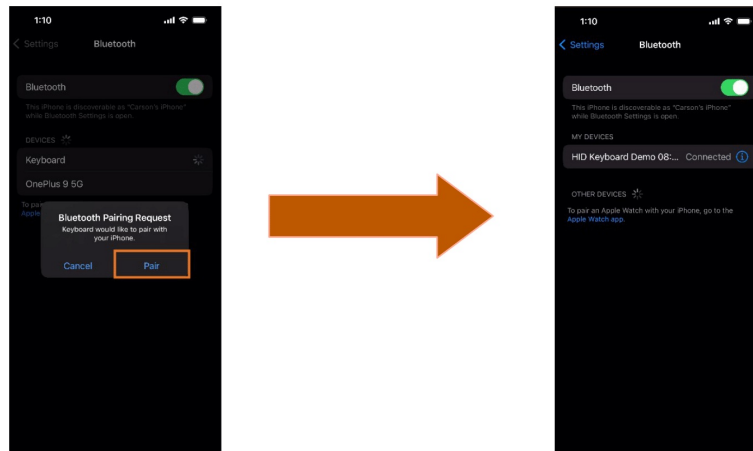 1:10
Settings
Bluetooth
Bluetooth
This iPhone is discoverable as "Carson's iPhone"
while Bluetooth Settings is open.
DEVICES
Keyboard
OnePlus 9 5G
To pair
Apple
Bluetooth Pairing Request
Keyboard would like to pair with
your iPhone.
Cancel
Pair
1:10
Settings
Bluetooth
Bluetooth
This iPhone is discoverable as "Carson's iPhone"
while Bluetooth Settings is open.
MY DEVICES
HID Keyboard Demo 08:... Connected
OTHER DEVICES
To pair an Apple Watch with your iPhone, go to the
Apple Watch app.